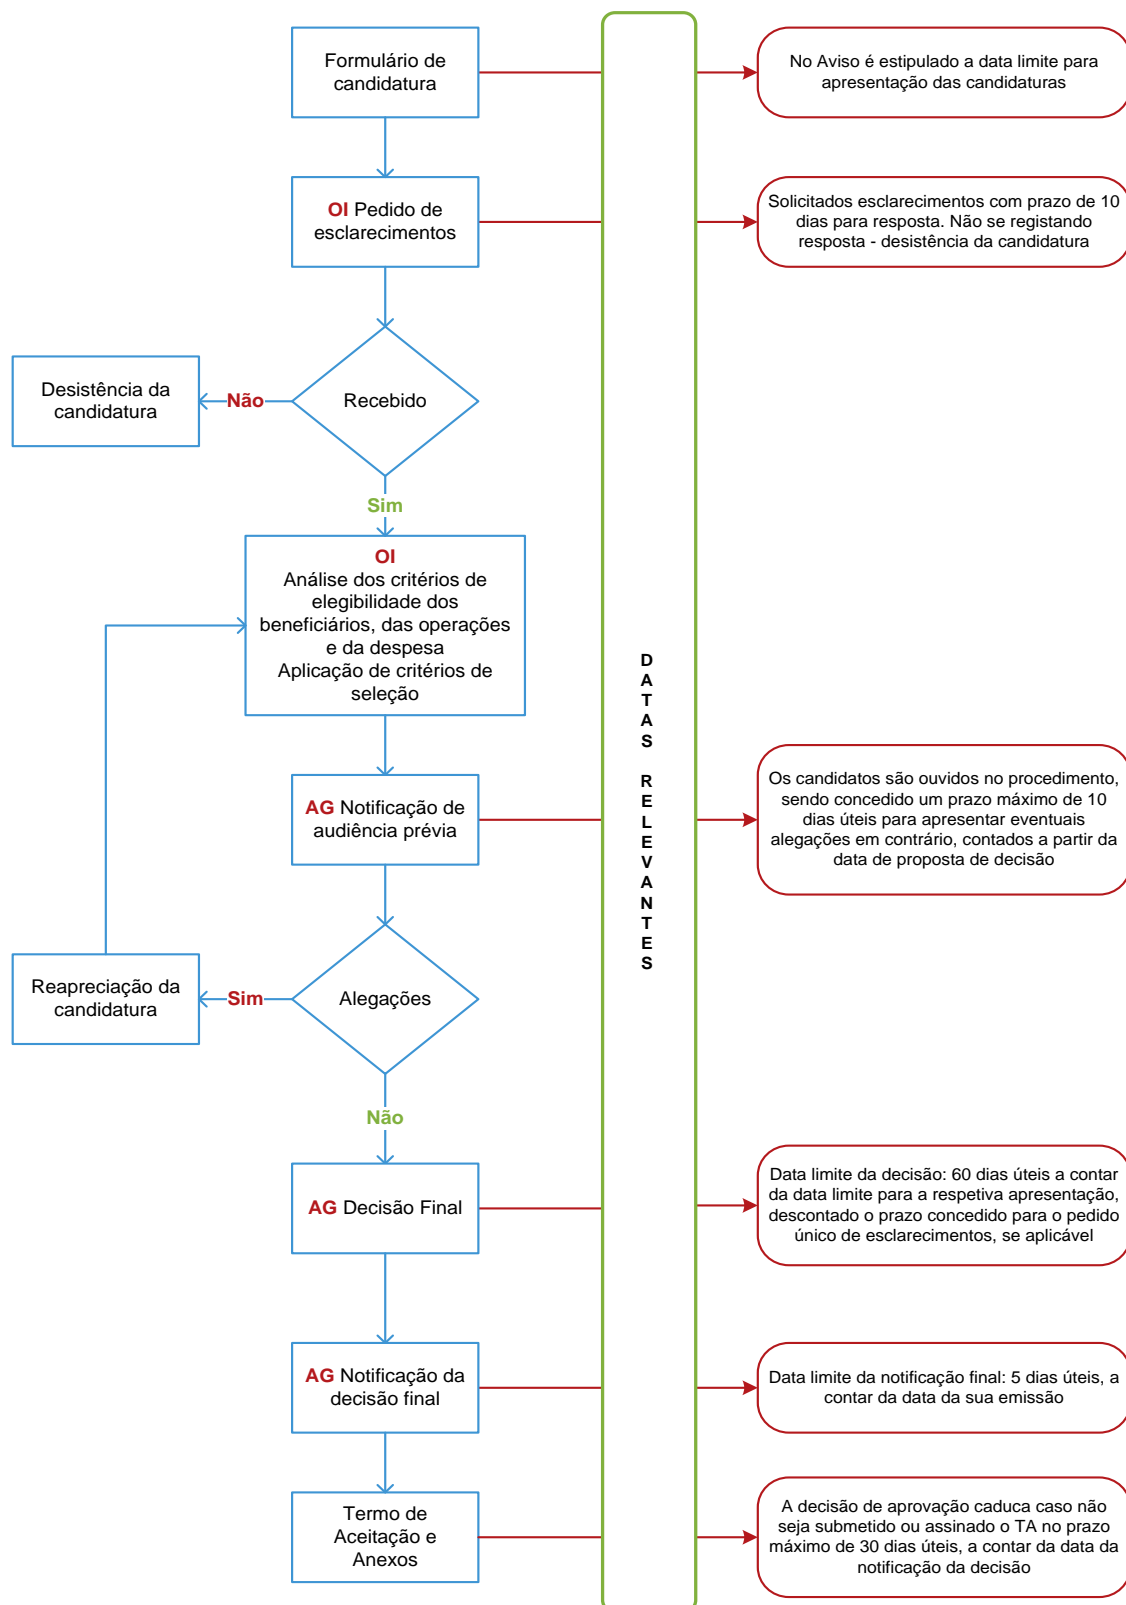 Formulário de
candidatura
No Aviso é estipulado a data limite para
apresentação das candidaturas
OI Pedido de
esclarecimentos
Solicitados esclarecimentos com prazo de 10
dias para resposta. Não se registando
resposta - desistência da candidatura
Desistência da
candidatura
Não
Recebido
Sim
OI
Análise dos critérios de
elegibilidade dos
beneficiários, das operações
e da despesa
Aplicação de critérios de
seleção
D
A
T
A
S
R
E
L
E
V
A
N
T
E
S
AG Notificação de
audiência prévia
Os candidatos são ouvidos no procedimento,
sendo concedido um prazo máximo de 10
dias úteis para apresentar eventuais
alegações em contrário, contados a partir da
data de proposta de decisão
Reapreciação da
candidatura
Sim
Alegações
Não
AG Decisão Final
Data limite da decisão: 60 dias úteis a contar
da data limite para a respetiva apresentação,
descontado o prazo concedido para o pedido
único de esclarecimentos, se aplicável
AG Notificação da
decisão final
Data limite da notificação final: 5 dias úteis, a
contar da data da sua emissão
Termo de
Aceitação e
Anexos
A decisão de aprovação caduca caso não
seja submetido ou assinado o TA no prazo
máximo de 30 dias úteis, a contar da data da
notificação da decisão